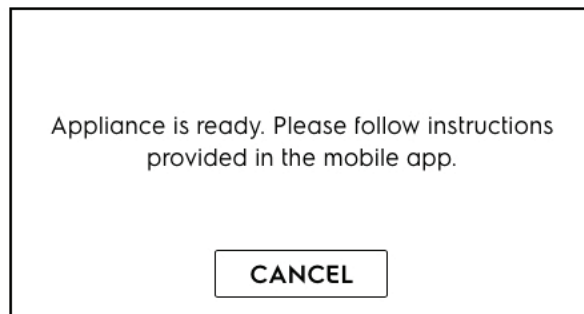 Appliance is ready. Please follow instructions
provided in the mobile app.
CANCEL